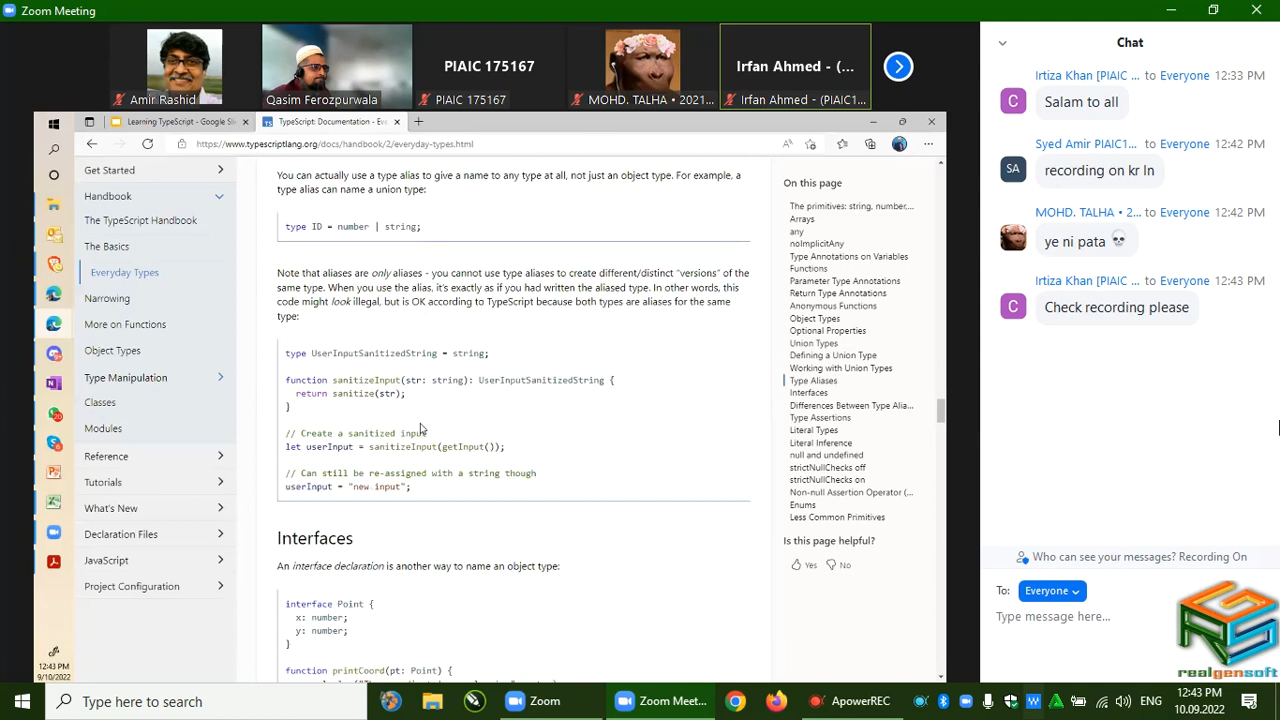 Zoom Meeting
Amir Rashid
Qasim Ferozpurwala
PIAIC 175167
PIAIC 175167
MOHD. TALHA • 2021...
Irfan Ahmed - (...
Irfan Ahmed - (PIAIC1...
Learning TypeScript - Google Sli
TypeScript: Documentation - Eve
https://www.typescriptlang.org/docs/handbook/2/everyday-types.html
Get Started
Handbook
The TypeScript Handbook
The Basics
Everyday Types
Narrowing
More on Functions
Object Types
Type Manipulation
Classes
Modules
Reference
Tutorials
What's New
Declaration Files
JavaScript
Project Configuration
You can actually use a type alias to give a name to any type at all, not just an object type. For example, a
type alias can name a union type:
type ID = number | string;
Note that aliases are only aliases - you cannot use type aliases to create different/distinct “versions” of the
same type. When you use the alias, it's exactly as if you had written the aliased type. In other words, this
code might look illegal, but is OK according to TypeScript because both types are aliases for the same
type:
type UserInputSanitizedString = string;
function sanitizeInput(str: string): UserInputSanitizedString {
return sanitize(str);
}
// Create a sanitized input
let userInput = sanitizeInput(getInput());
// Can still be re-assigned with a string though
userInput = "new input";
Interfaces
An interface declaration is another way to name an object type:
interface Point {
x: number;
y: number;
}
function printCoord(pt: Point) {
On this page
The primitives: string, number,...
Arrays
any
noImplicitAny
Type Annotations on Variables
Functions
Parameter Type Annotations
Return Type Annotations
Anonymous Functions
Object Types
Optional Properties
Union Types
Defining a Union Type
Working with Union Types
Type Aliases
Interfaces
Differences Between Type Alia...
Type Assertions
Literal Types
Literal Inference
null and undefined
strictNullChecks off
strictNullChecks on
Non-null Assertion Operator (...
Enums
Less Common Primitives
Is this page helpful?
Yes No
12:43 PM
9/10/2022
Chat
Irtiza Khan [PIAIC ... to Everyone 12:33 PM
C
Salam to all
Syed Amir PIAIC1... to Everyone 12:42 PM
SA
recording on kr ln
MOHD. TALHA • 2... to Everyone 12:42 PM
ye ni pata 💀
Irtiza Khan [PIAIC ... to Everyone 12:43 PM
C
Check recording please
Who can see your messages? Recording On
To: Everyone
Type message here...
realgensoft
Type here to search
Zoom
Zoom Meet...
ApowerREC
ENG
12:43 PM
10.09.2022